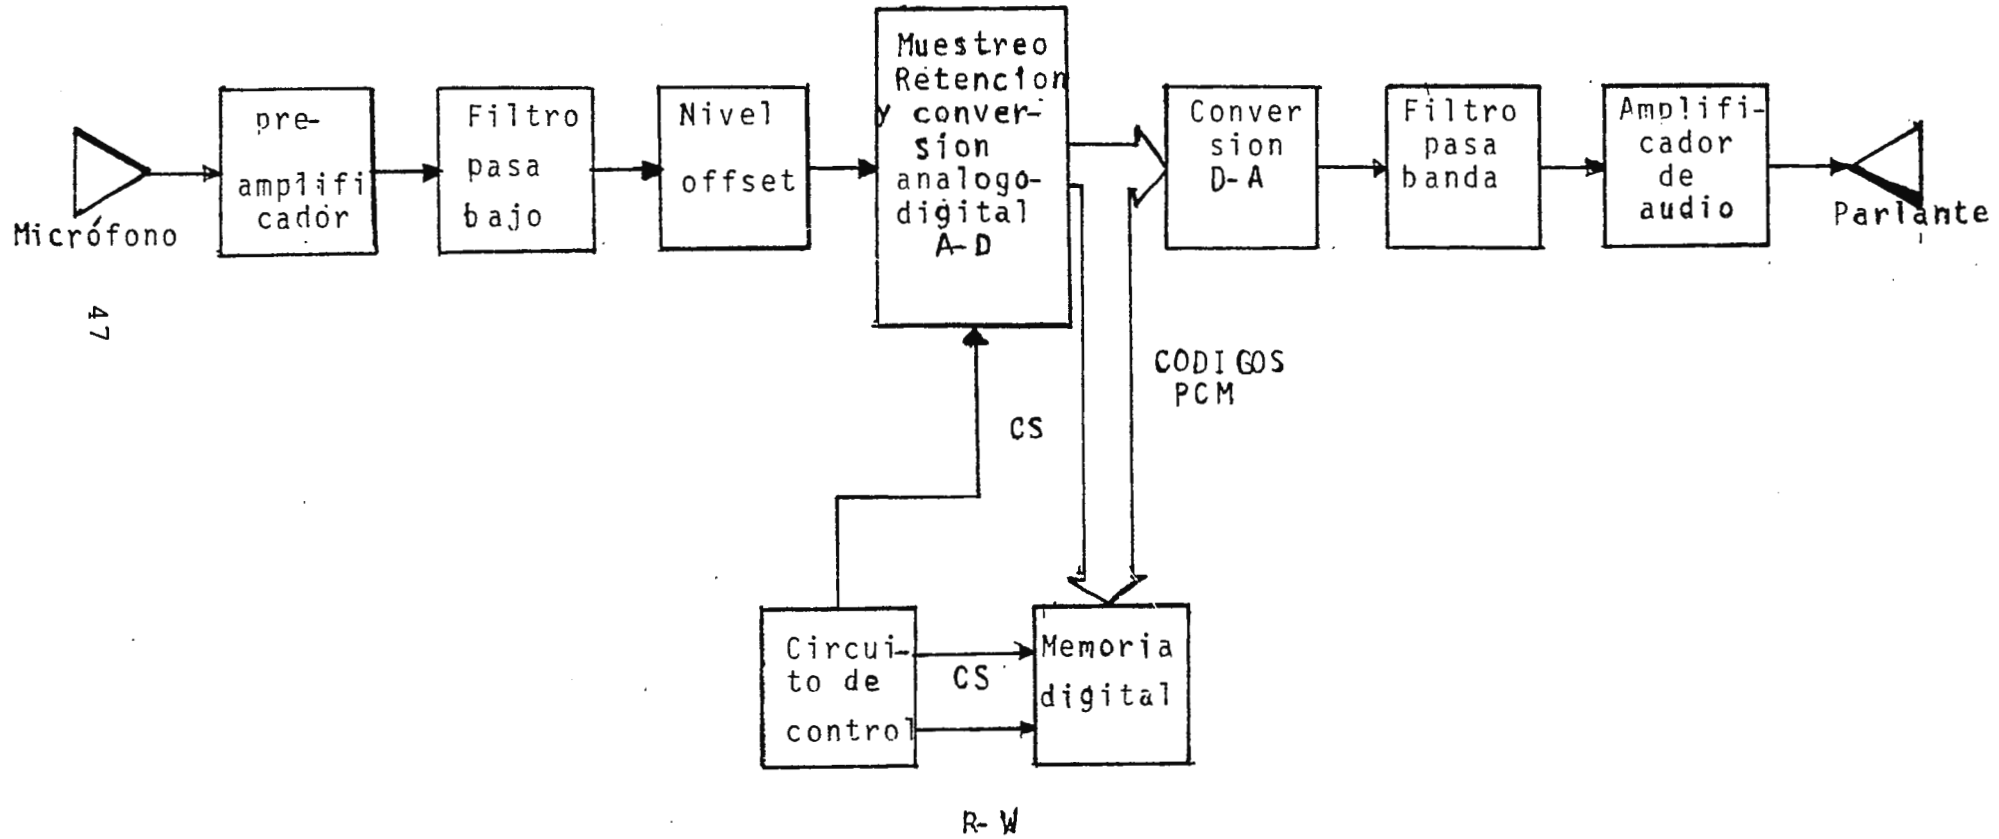 Micrófono
pre-
amplifi
cador
Filtro
pasa
bajo
Nivel
offset
Muestreo
Retencion
y conver-
sion
analogo-
digital
A-D
Conver
sion
D-A
Filtro
pasa
banda
Amplifi-
cador
de
audio
Parlante
47
CODIGOS
PCM
CS
Circui-
to de
control
CS
Memoria
digital
R-W